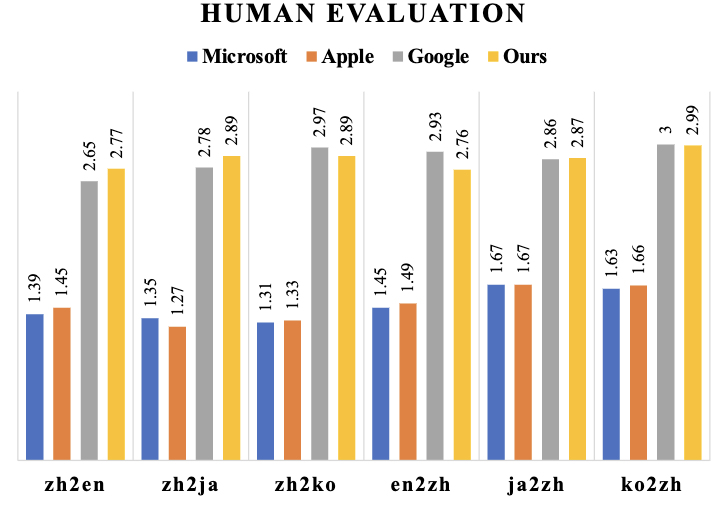 HUMAN EVALUATION
Microsoft Apple Google Ours
1.39 1.45 2.65 2.77
1.35 1.27 2.78 2.89
1.31 1.33 2.97 2.89
1.45 1.49 2.93 2.76
1.67 1.67 2.86 2.87
1.63 1.66 3 2.99
zh2en zh2ja zh2ko en2zh ja2zh ko2zh